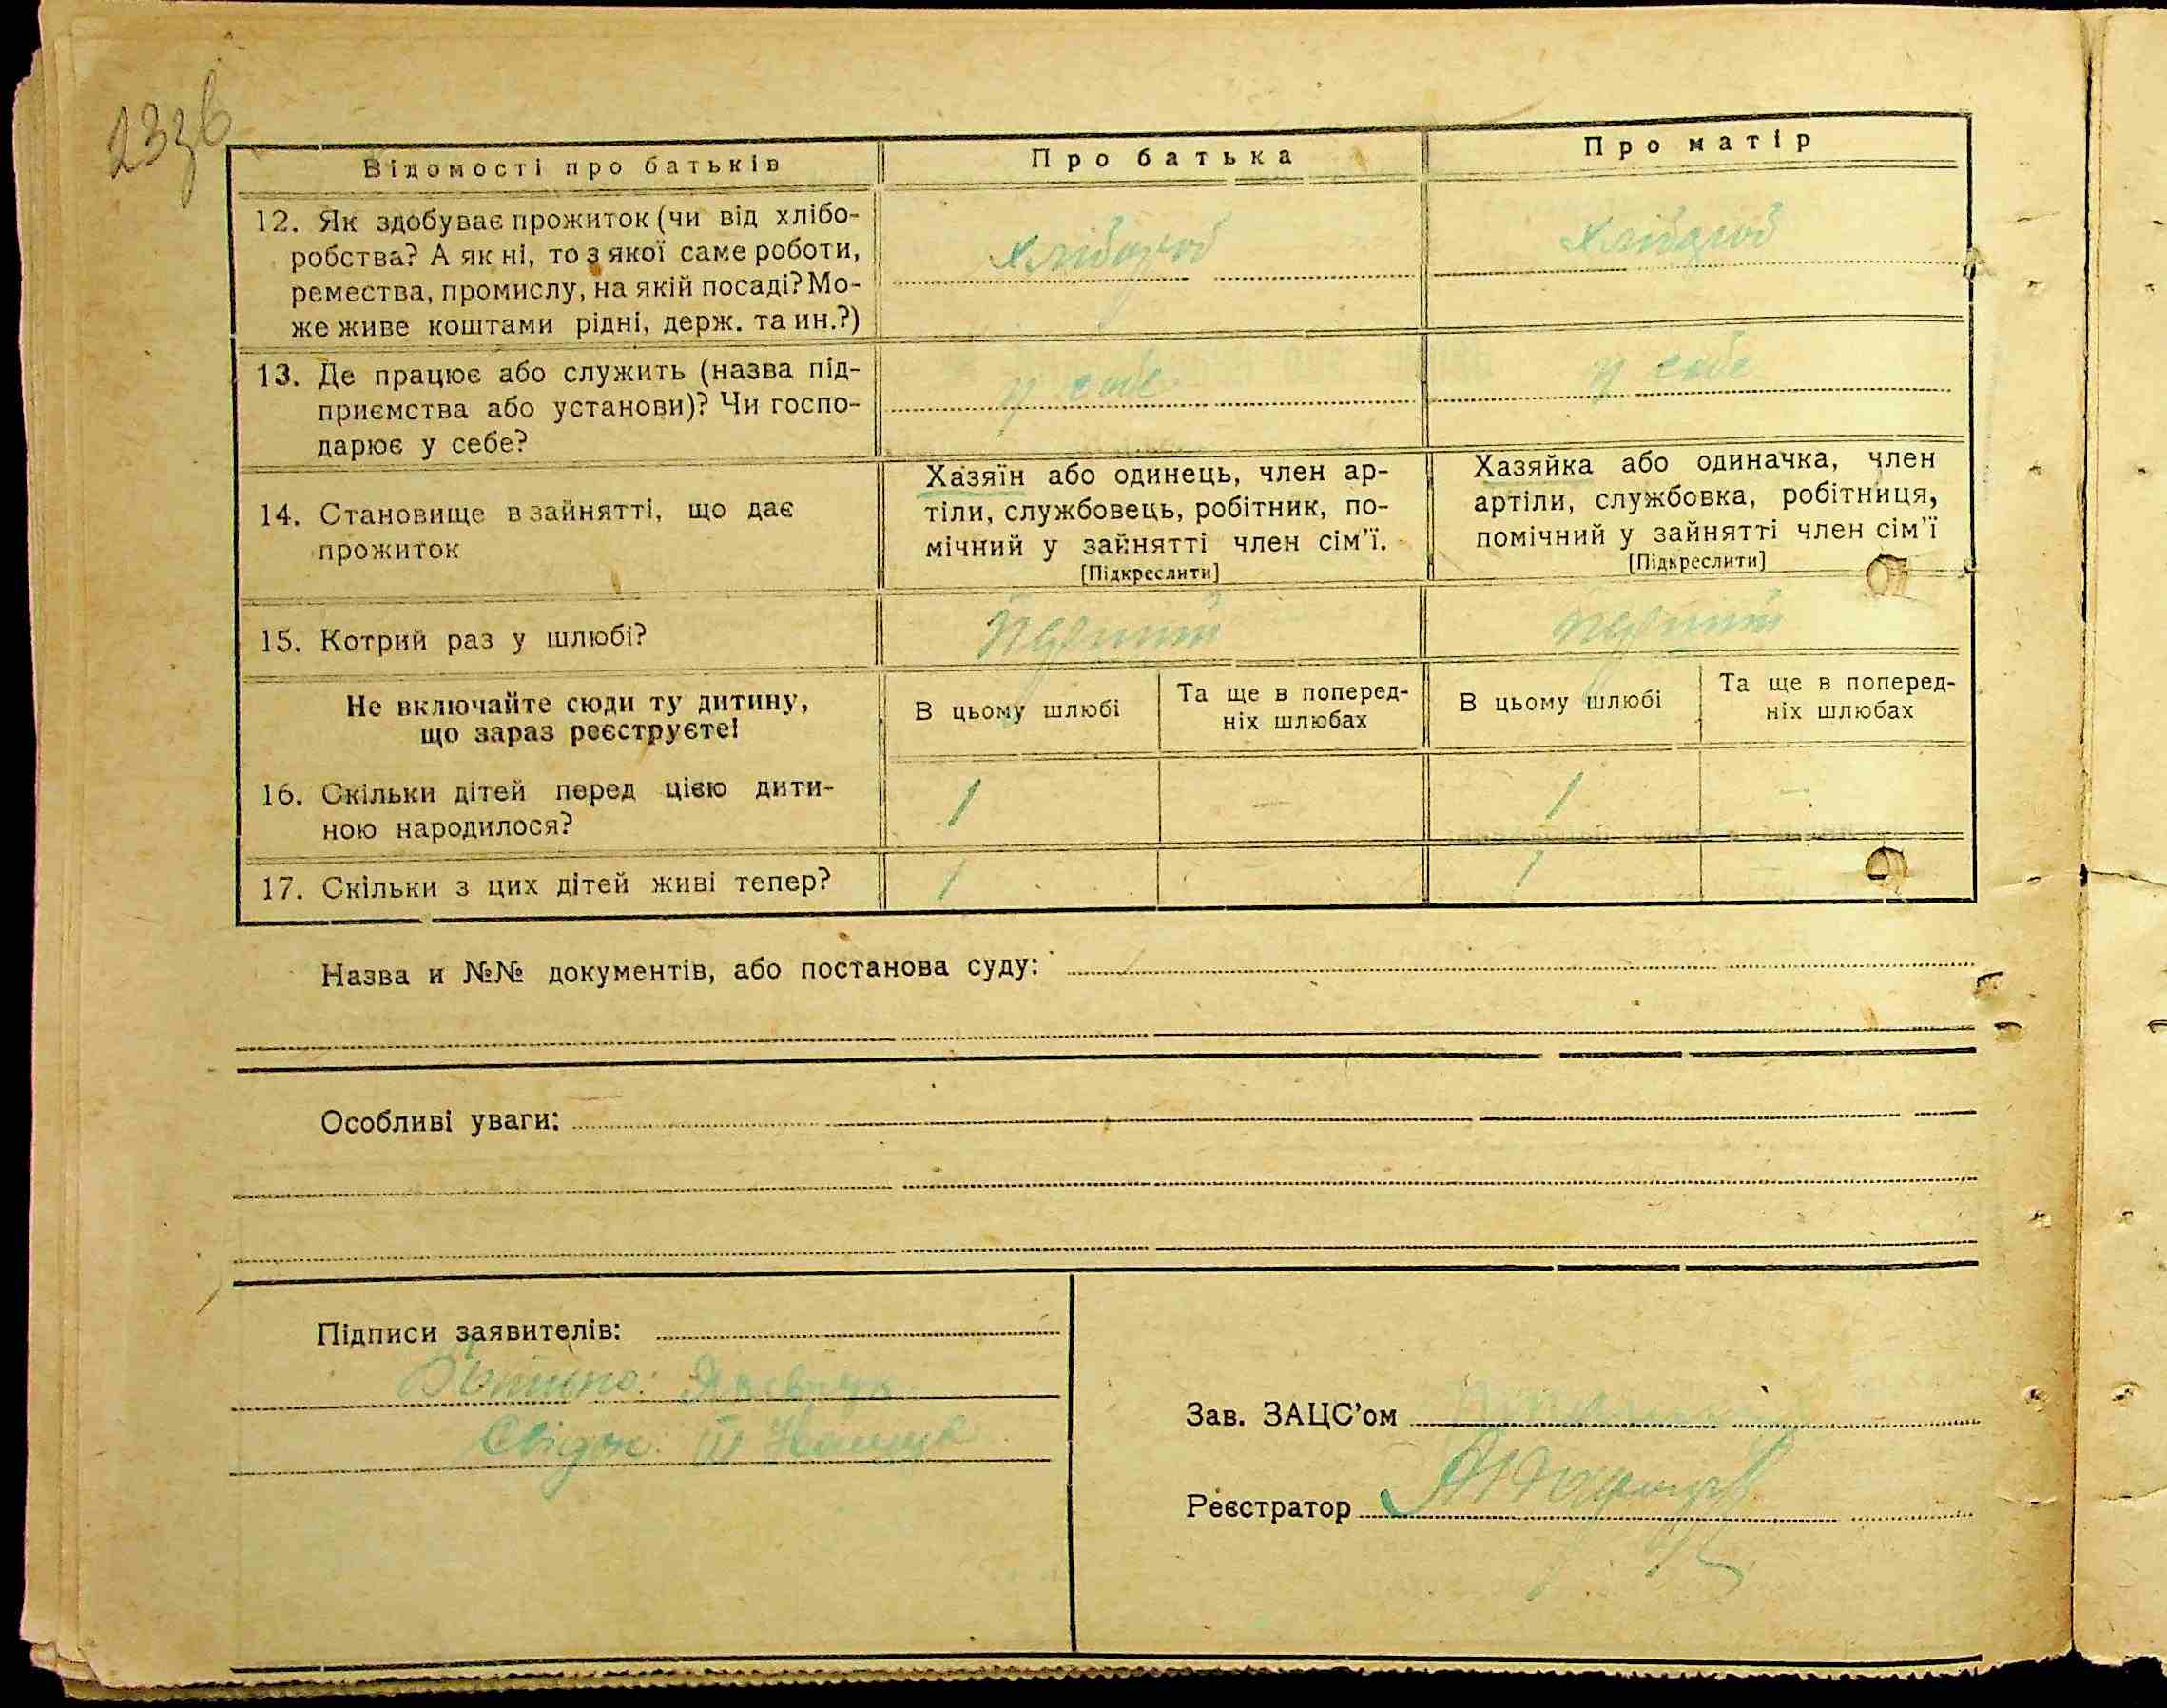 23зв
Відомості про батьків
Про батька
Про матір
12. Як здобуває прожиток (чи від хлібо-
робства? А як ні, то з якої саме роботи,
ремества, промислу, на якій посаді? Мо-
же живе коштами рідні, держ. та ин.?)
Хлібороб
Хлібороб
13. Де працює або служить (назва під-
приємства або установи)? Чи госпо-
дарює у себе?
у себе
у себе
14. Становище в зайнятті, що дає
прожиток
Хазяїн або одинець, член ар-
тіли, службовець, робітник, по-
мічний у зайнятті член сім'ї.
[Підкреслити]
Хазяйка або одиначка, член
артіли, службовка, робітниця,
помічний у зайнятті член сім'ї
[Підкреслити]
15. Котрий раз у шлюбі?
Перший
Перший
Не включайте сюди ту дитину,
що зараз реєструєте!
В цьому шлюбі
Та ще в поперед-
ніх шлюбах
В цьому шлюбі
Та ще в поперед-
ніх шлюбах
16. Скільки дітей перед цією дити-
ною народилося?
1
—
1
—
17. Скільки з цих дітей живі тепер?
1
1
—
Назва и №№ документів, або постанова суду:
Особливі уваги:
Підписи заявителів:
Свідок:
Зав. ЗАЦС'ом
Реєстратор